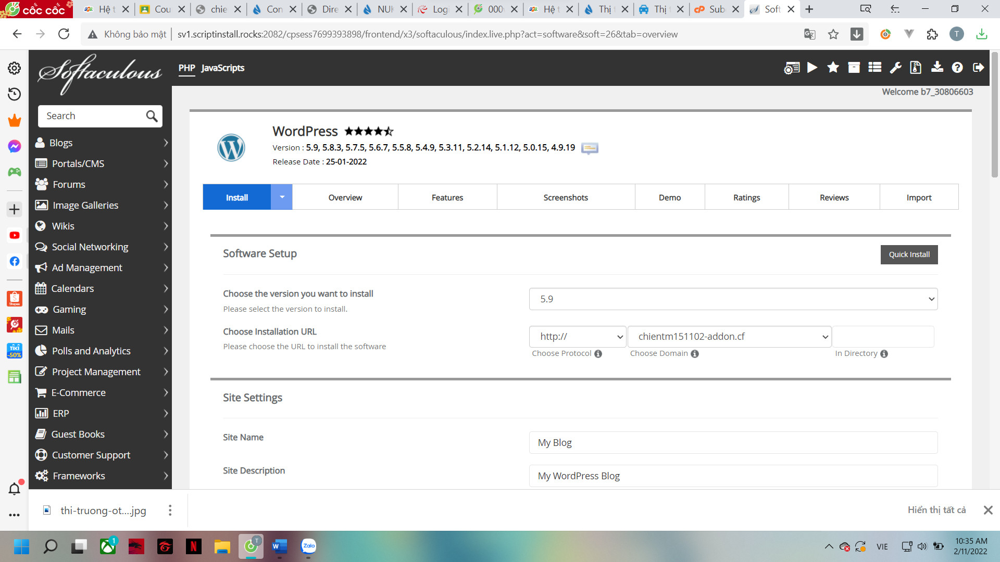 cốc cốc
Hệ t
Cou
chie
Con
Dire
NUK
Logi
000
Hệ t
Thị t
Thị t
Sub
Soft
Không bảo mật
sv1.scriptinstall.rocks:2082/cpsess7699393898/frontend/x3/softaculous/index.live.php?act=software&soft=26&tab=overview
T
Softaculous
PHP JavaScripts
Welcome b7_30806603
Search
Blogs
Portals/CMS
Forums
Image Galleries
Wikis
Social Networking
Ad Management
Calendars
Gaming
Mails
Polls and Analytics
Project Management
E-Commerce
ERP
Guest Books
Customer Support
Frameworks
Shopee
TIKI
-50%
WordPress
Version : 5.9, 5.8.3, 5.7.5, 5.6.7, 5.5.8, 5.4.9, 5.3.11, 5.2.14, 5.1.12, 5.0.15, 4.9.19
Release Date : 25-01-2022
Install
Overview
Features
Screenshots
Demo
Ratings
Reviews
Import
Software Setup
Quick Install
Choose the version you want to install
Please select the version to install.
5.9
Choose Installation URL
Please choose the URL to install the software
http://
chientm151102-addon.cf
Choose Protocol
Choose Domain
In Directory
Site Settings
Site Name
My Blog
Site Description
My WordPress Blog
thi-truong-ot....jpg
Hiển thị tất cả
1
N
T
W
Zalo
VIE
10:35 AM
2/11/2022